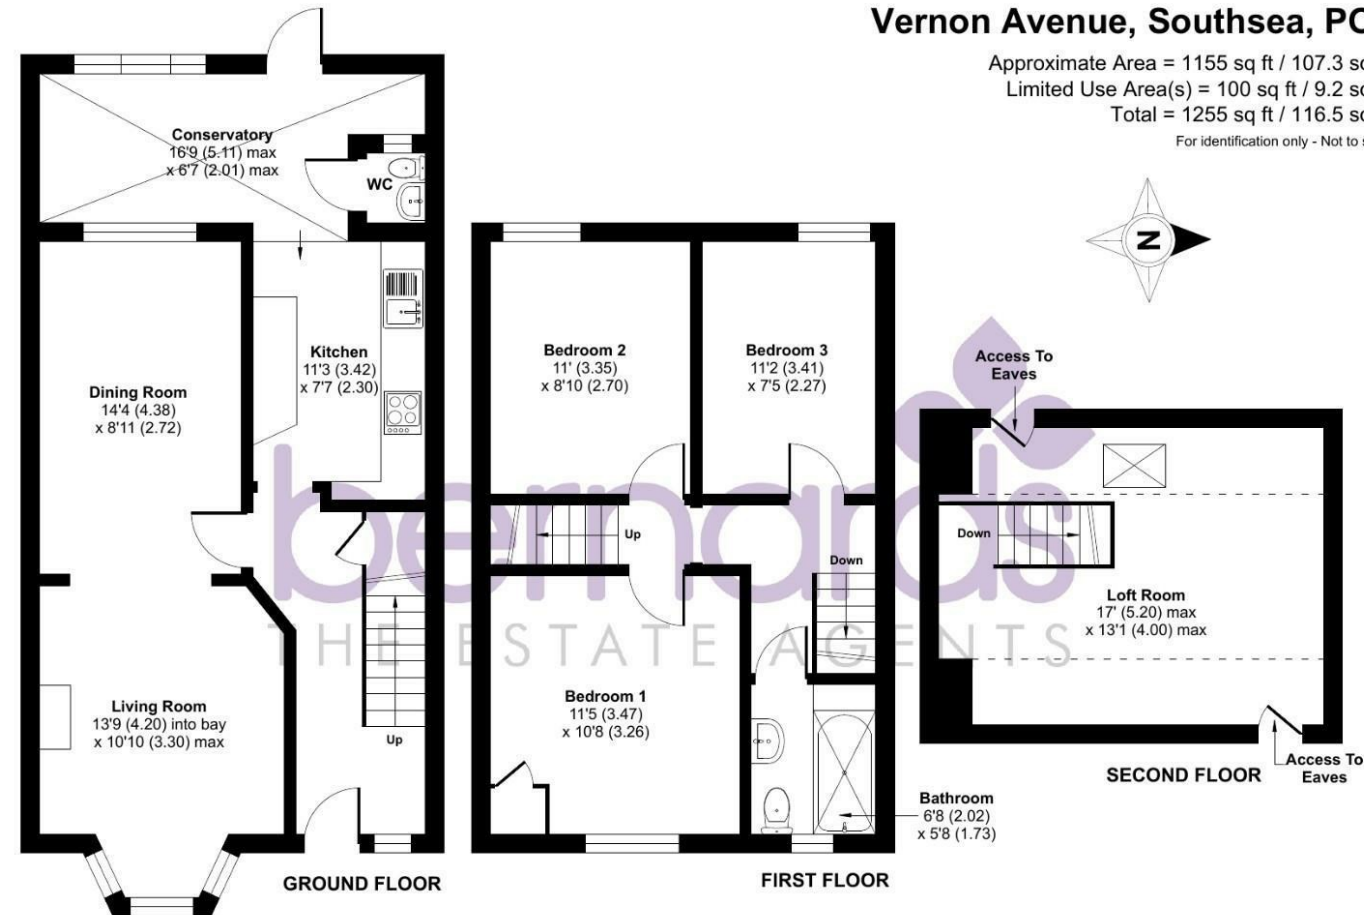 Vernon Avenue, Southsea, PO
Approximate Area = 1155 sq ft / 107.3 sq
Limited Use Area(s) = 100 sq ft / 9.2 sq
Total = 1255 sq ft / 116.5 sq
For identification only - Not to s
N
Conservatory
16'9 (5.11) max
x 6'7 (2.01) max
WC
Kitchen
11'3 (3.42)
x 7'7 (2.30)
Dining Room
14'4 (4.38)
x 8'11 (2.72)
Living Room
13'9 (4.20) into bay
x 10'10 (3.30) max
Up
GROUND FLOOR
Bedroom 2
11' (3.35)
x 8'10 (2.70)
Bedroom 3
11'2 (3.41)
x 7'5 (2.27)
Up
Down
Bedroom 1
11'5 (3.47)
x 10'8 (3.26)
Bathroom
6'8 (2.02)
x 5'8 (1.73)
FIRST FLOOR
Access To
Eaves
Down
Loft Room
17' (5.20) max
x 13'1 (4.00) max
Access To
Eaves
SECOND FLOOR
bernards
THE ESTATE AGENTS